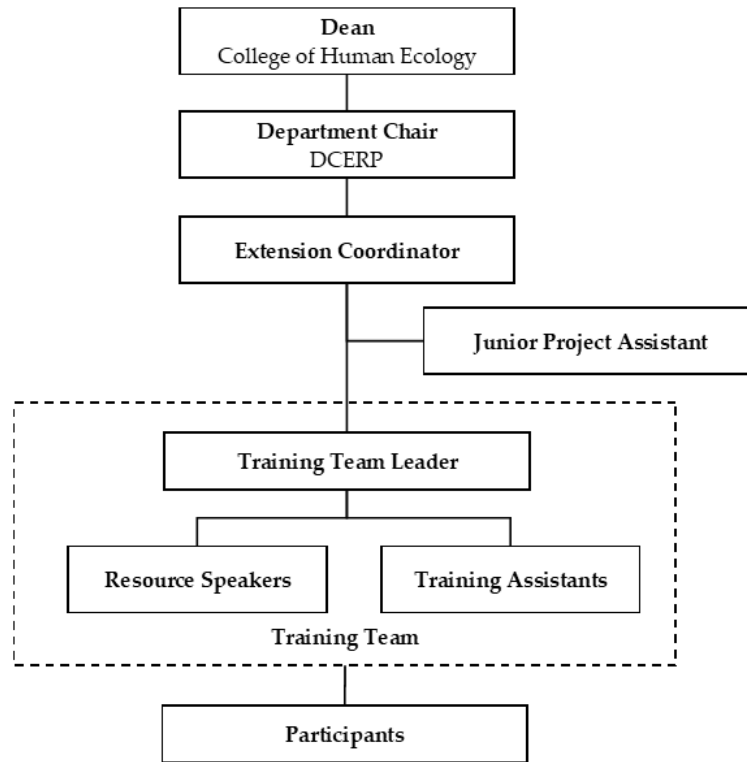 Dean
College of Human Ecology
Department Chair
DCERP
Extension Coordinator
Junior Project Assistant
Training Team Leader
Resource Speakers
Training Assistants
Training Team
Participants